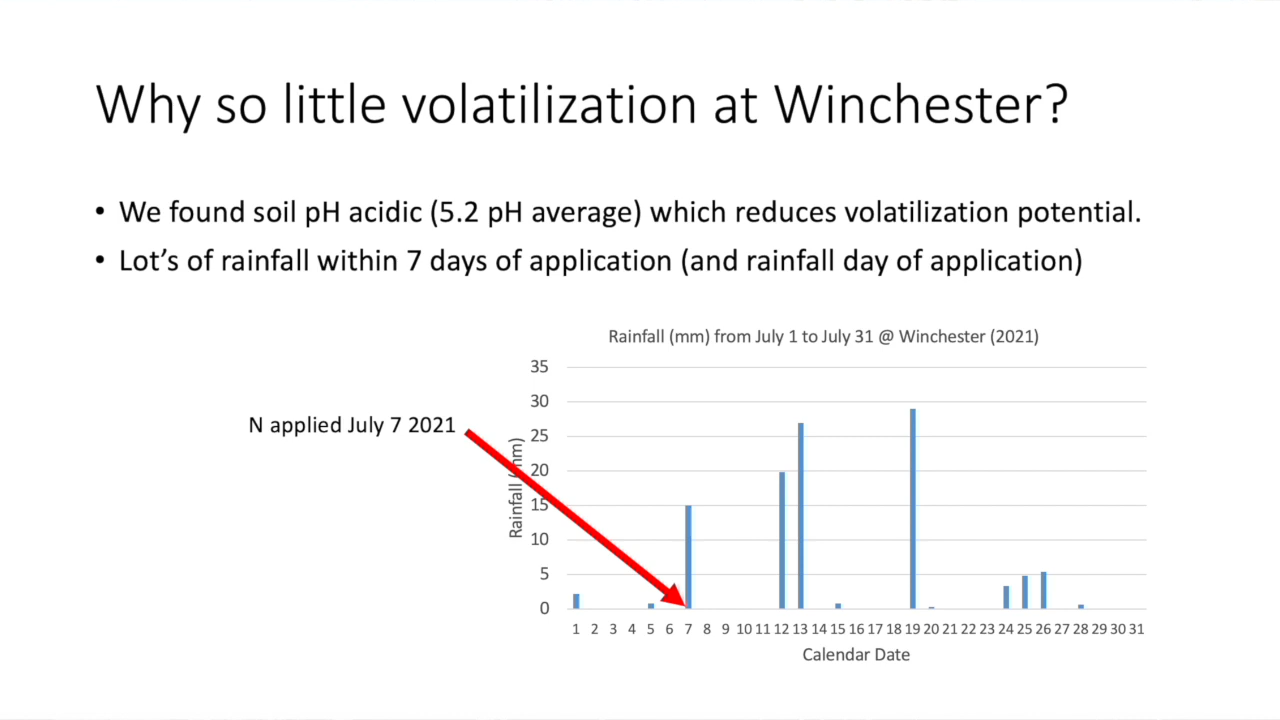 Why so little volatilization at Winchester?
• We found soil pH acidic (5.2 pH average) which reduces volatilization potential.
• Lot's of rainfall within 7 days of application (and rainfall day of application)
Rainfall (mm) from July 1 to July 31 @ Winchester (2021)
N applied July 7 2021
Rainfall (mm)
35
30
25
20
15
10
5
0
1 2 3 4 5 6 7 8 9 10 11 12 13 14 15 16 17 18 19 20 21 22 23 24 25 26 27 28 29 30 31
Calendar Date